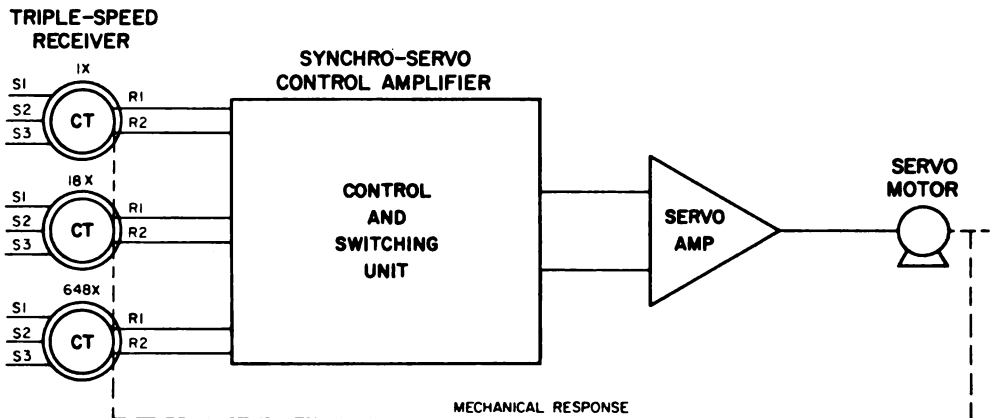 TRIPLE-SPEED
RECEIVER
1X
S1
S2
S3
CT
R1
R2
SYNCHRO-SERVO
CONTROL AMPLIFIER
18X
S1
S2
S3
CT
R1
R2
CONTROL
AND
SWITCHING
UNIT
SERVO
AMP
SERVO
MOTOR
648X
S1
S2
S3
CT
R1
R2
MECHANICAL RESPONSE